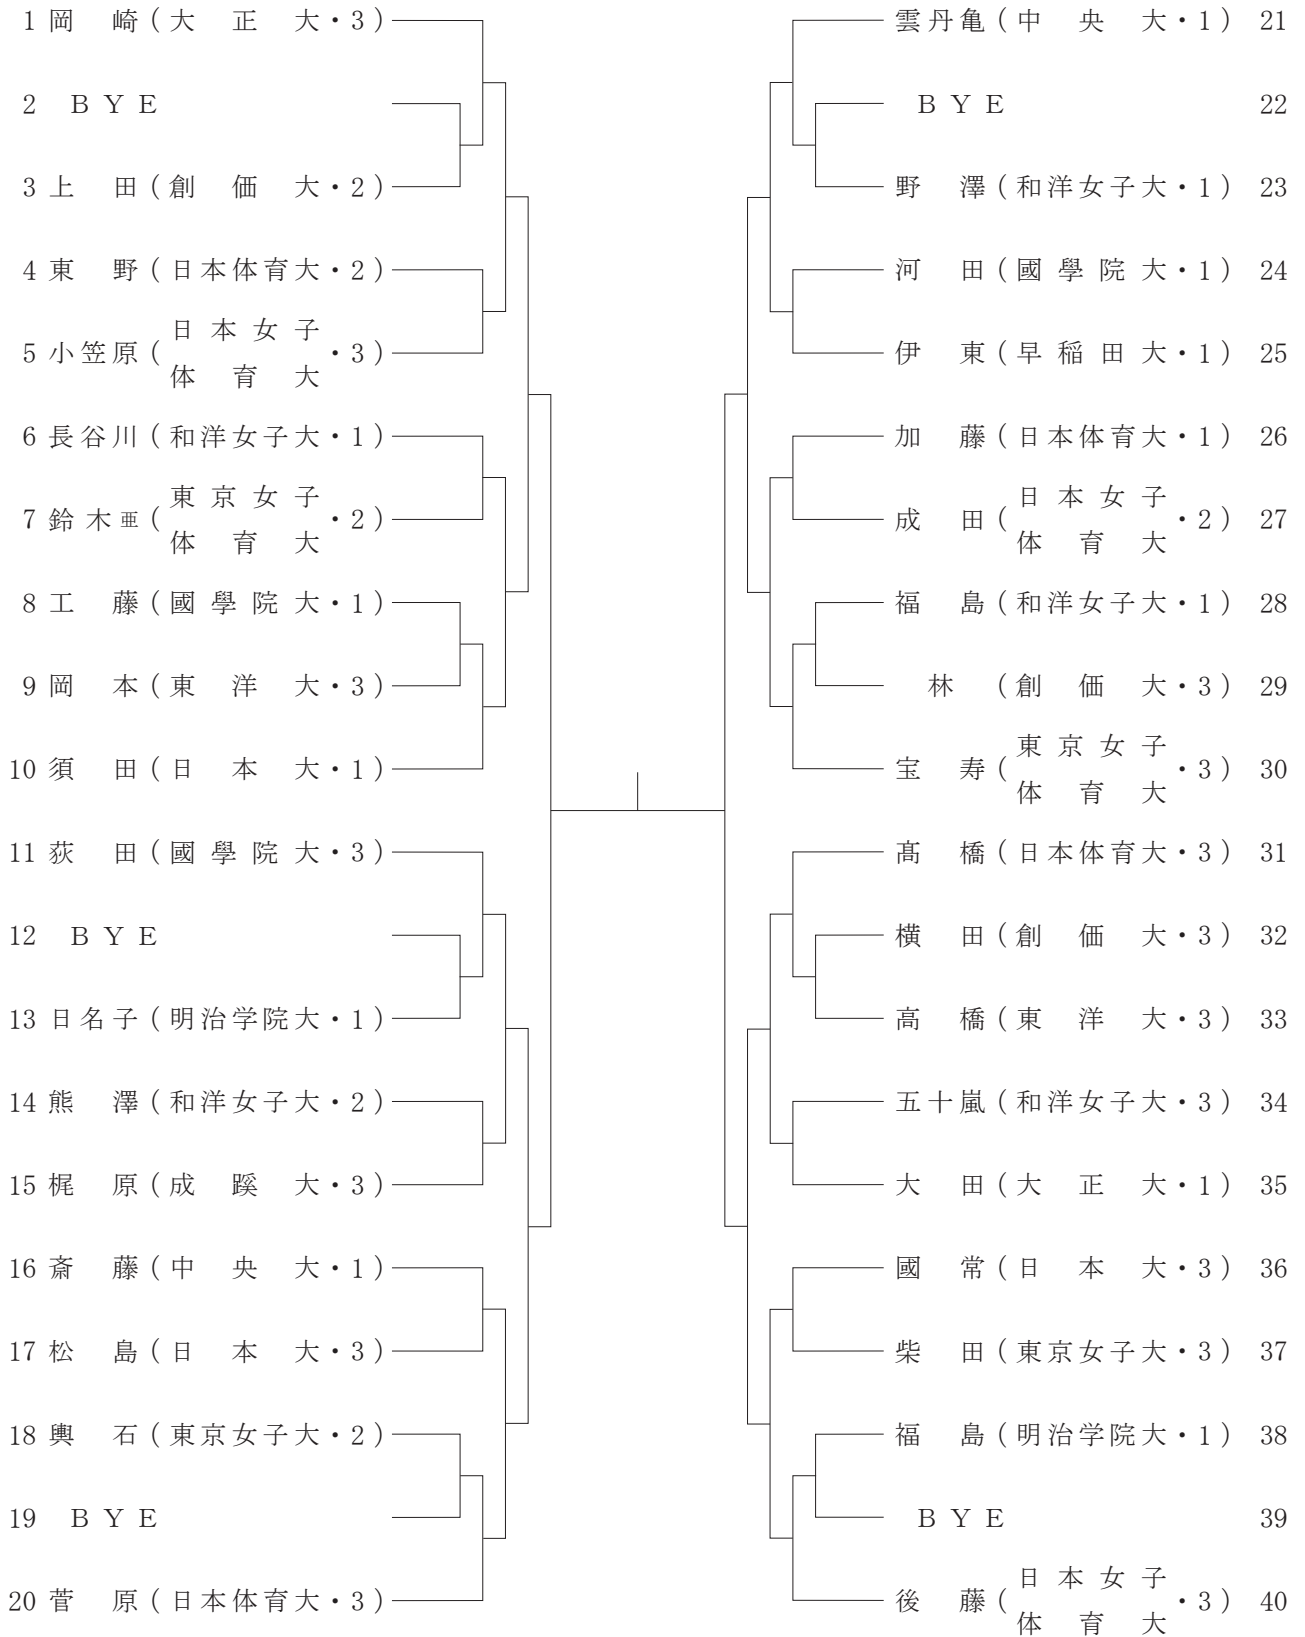 1 岡崎(大正大・3)
2 BYE
3 上田(創価大・2)
4 東野(日本体育大・2)
5 小笠原(日本女子体育大・3)
6 長谷川(和洋女子大・1)
7 鈴木亜(東京女子体育大・2)
8 工藤(國學院大・1)
9 岡本(東洋大・3)
10 須田(日本大・1)
11 荻田(國學院大・3)
12 BYE
13 日名子(明治学院大・1)
14 熊澤(和洋女子大・2)
15 梶原(成蹊大・3)
16 斎藤(中央大・1)
17 松島(日本大・3)
18 輿石(東京女子大・2)
19 BYE
20 菅原(日本体育大・3)
雲丹亀(中央大・1) 21
BYE 22
野澤(和洋女子大・1) 23
河田(國學院大・1) 24
伊東(早稲田大・1) 25
加藤(日本体育大・1) 26
成田(日本女子体育大・2) 27
福島(和洋女子大・1) 28
林(創価大・3) 29
宝寿(東京女子体育大・3) 30
髙橋(日本体育大・3) 31
横田(創価大・3) 32
高橋(東洋大・3) 33
五十嵐(和洋女子大・3) 34
大田(大正大・1) 35
國常(日本大・3) 36
柴田(東京女子大・3) 37
福島(明治学院大・1) 38
BYE 39
後藤(日本女子体育大・3) 40